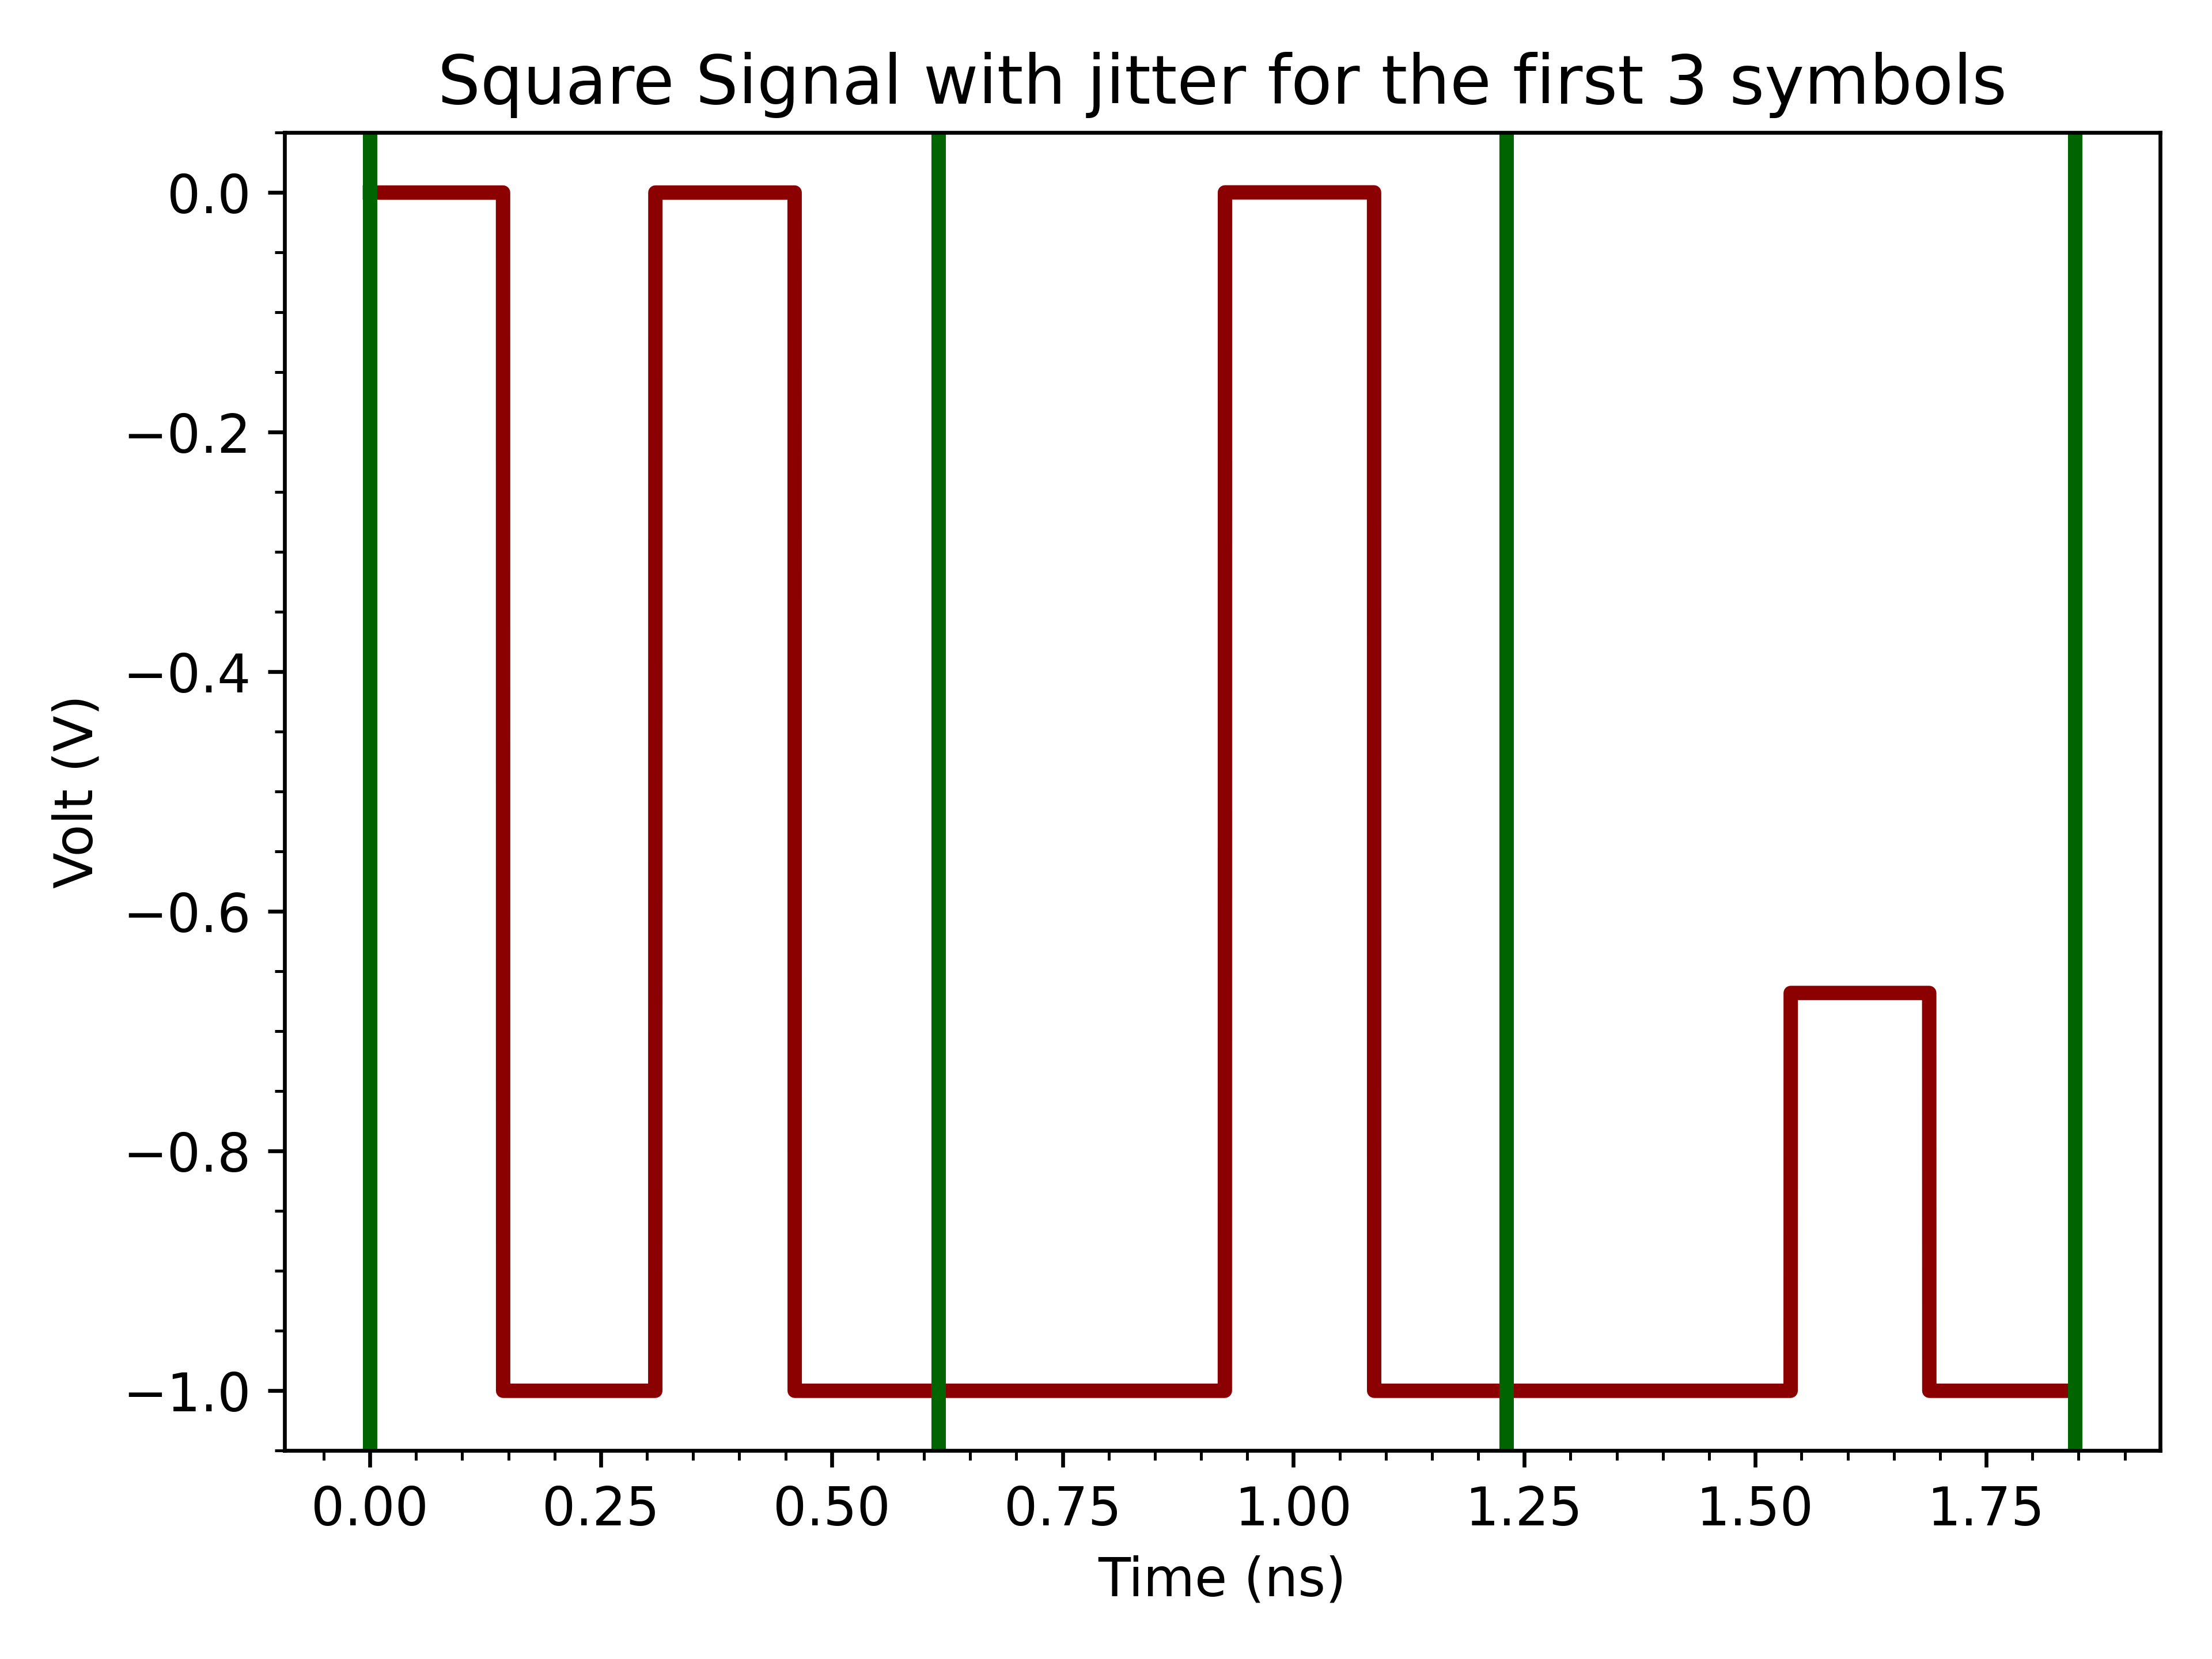 Square Signal with jitter for the first 3 symbols
0.0
−0.2
−0.4
−0.6
−0.8
−1.0
Volt (V)
0.00 0.25 0.50 0.75 1.00 1.25 1.50 1.75
Time (ns)